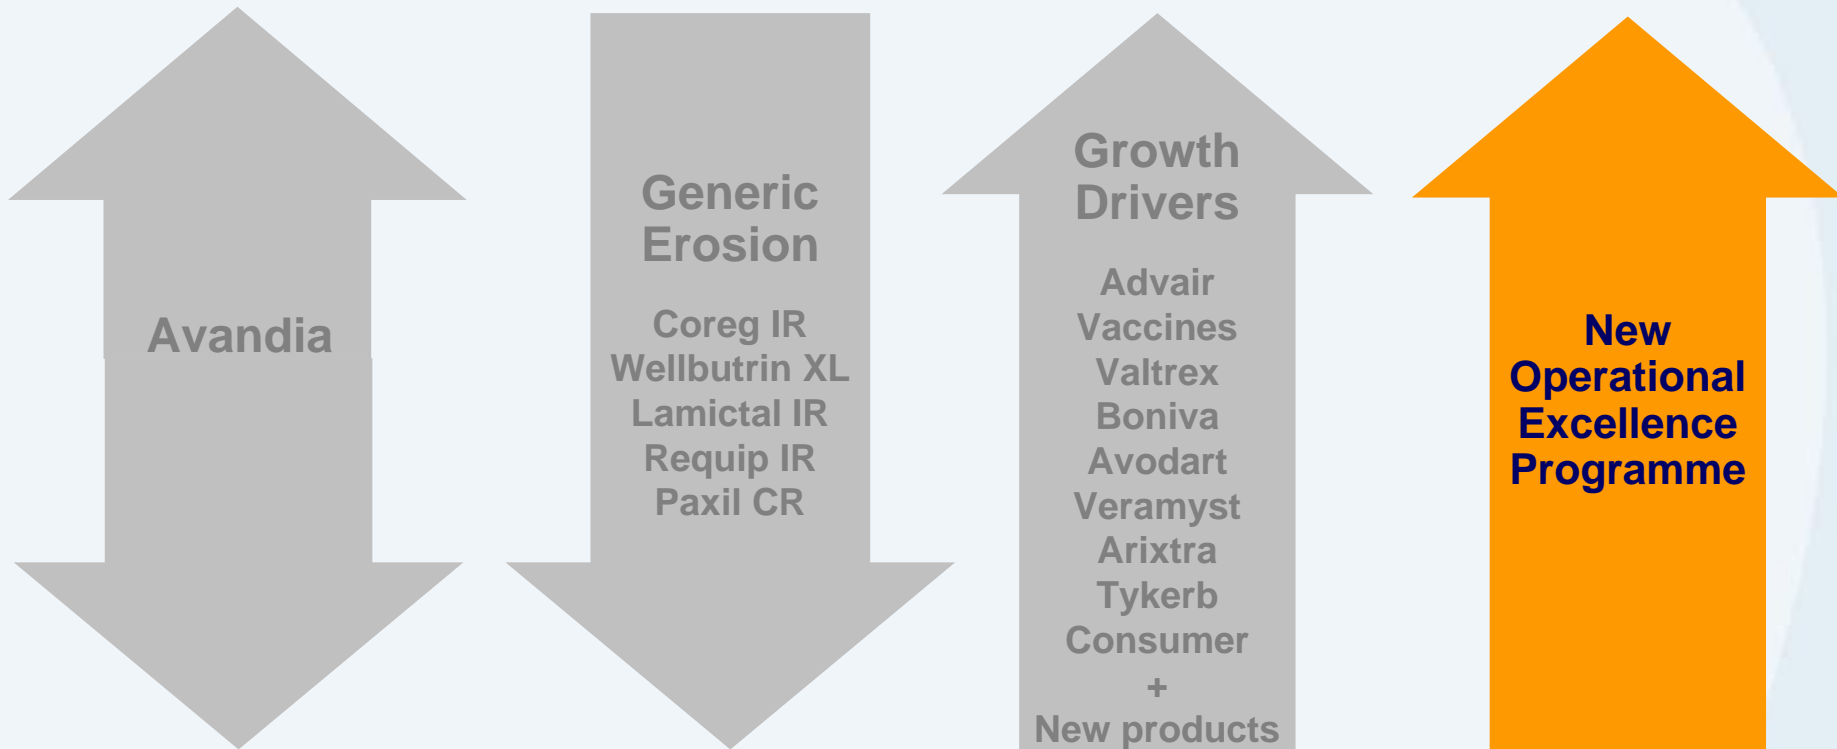 Avandia
Generic
Erosion
Coreg IR
Wellbutrin XL
Lamictal IR
Requip IR
Paxil CR
Growth
Drivers
Advair
Vaccines
Valtrex
Boniva
Avodart
Veramyst
Arixtra
Tykerb
Consumer
+
New products
New
Operational
Excellence
Programme